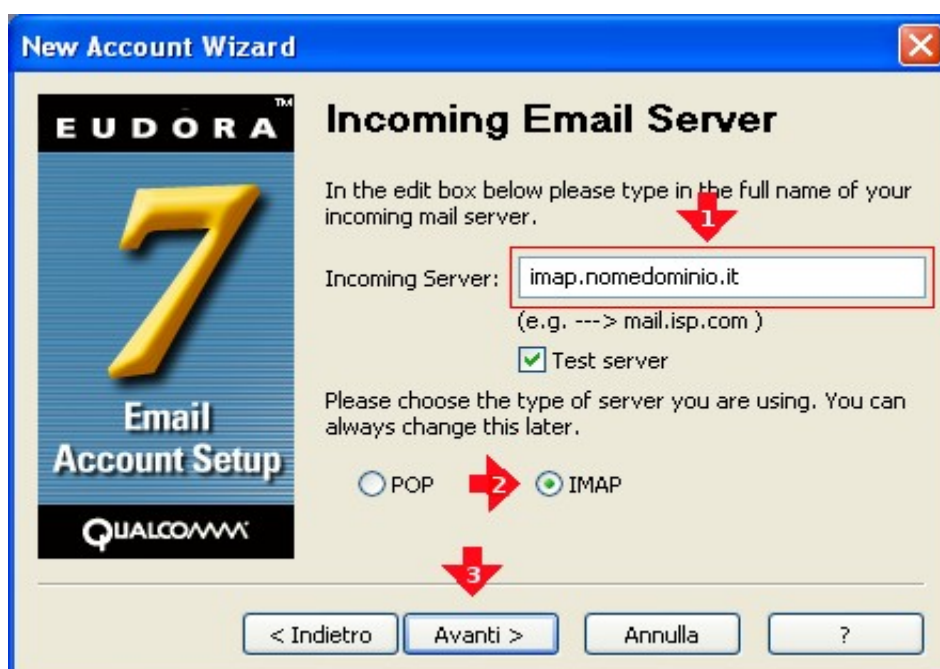 New Account Wizard
EUDORA™
7
Email
Account Setup
QUALCOMM
Incoming Email Server
In the edit box below please type in the full name of your
incoming mail server.
1
Incoming Server: imap.nomedominio.it
(e.g. ---> mail.isp.com )
Test server
Please choose the type of server you are using. You can
always change this later.
POP 2 IMAP
3
< Indietro Avanti > Annulla ?